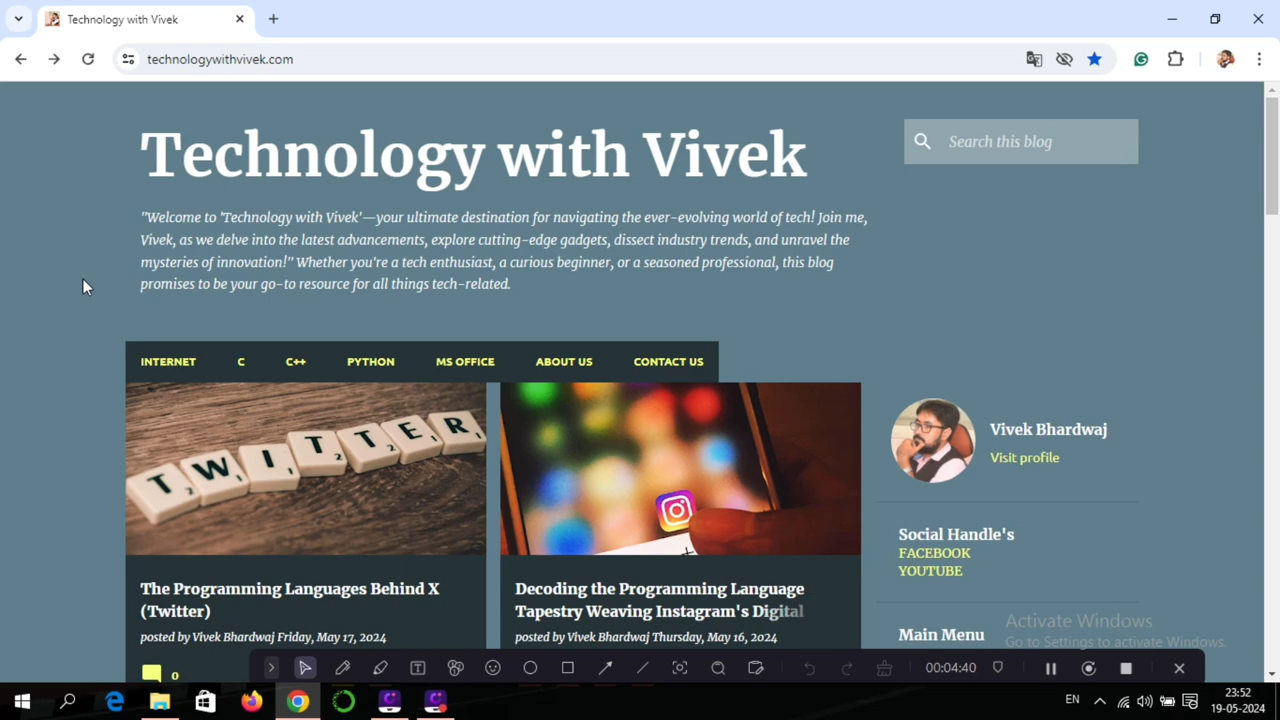 Technology with Vivek
technologywithvivek.com
Technology with Vivek
Search this blog
"Welcome to 'Technology with Vivek'—your ultimate destination for navigating the ever-evolving world of tech! Join me,
Vivek, as we delve into the latest advancements, explore cutting-edge gadgets, dissect industry trends, and unravel the
mysteries of innovation!" Whether you're a tech enthusiast, a curious beginner, or a seasoned professional, this blog
promises to be your go-to resource for all things tech-related.
INTERNET C C++ PYTHON MS OFFICE ABOUT US CONTACT US
TWITTER
Vivek Bhardwaj
Visit profile
Social Handle's
FACEBOOK
YOUTUBE
The Programming Languages Behind X
(Twitter)
posted by Vivek Bhardwaj Friday, May 17, 2024
0
Decoding the Programming Language
Tapestry Weaving Instagram's Digital
posted by Vivek Bhardwaj Thursday, May 16, 2024
Main Menu
Activate Windows
Go to Settings to activate Windows.
00:04:40
EN
23:52
19-05-2024